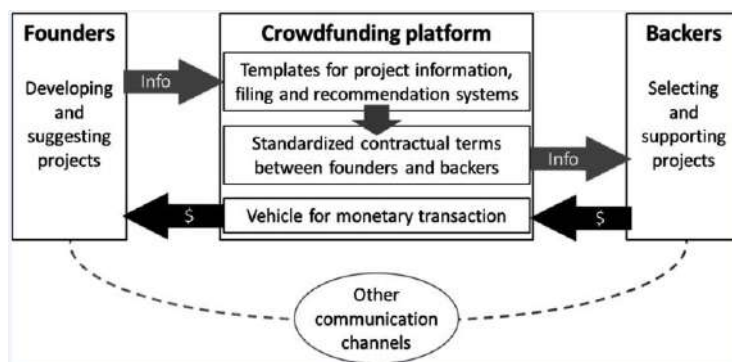 Founders
Developing
and
suggesting
projects
Info
$
Crowdfunding platform
Templates for project information,
filing and recommendation systems
Standardized contractual terms
between founders and backers
Vehicle for monetary transaction
Info
$
Backers
Selecting
and
supporting
projects
Other
communication
channels